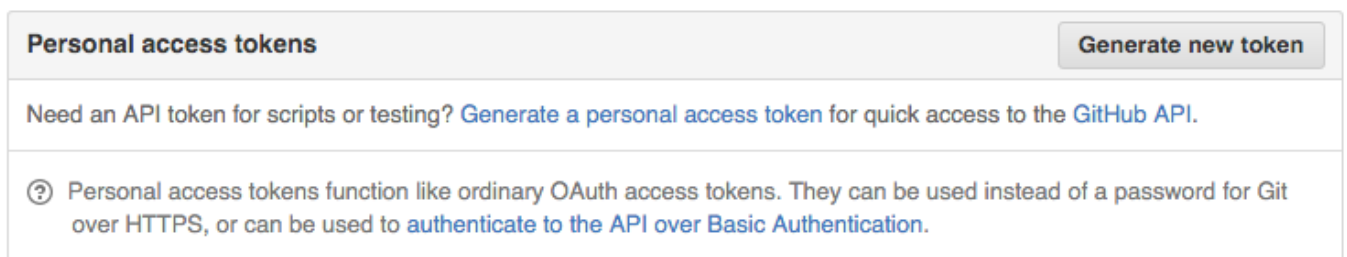 Personal access tokens
Generate new token
Need an API token for scripts or testing? Generate a personal access token for quick access to the GitHub API.
Personal access tokens function like ordinary OAuth access tokens. They can be used instead of a password for Git
over HTTPS, or can be used to authenticate to the API over Basic Authentication.